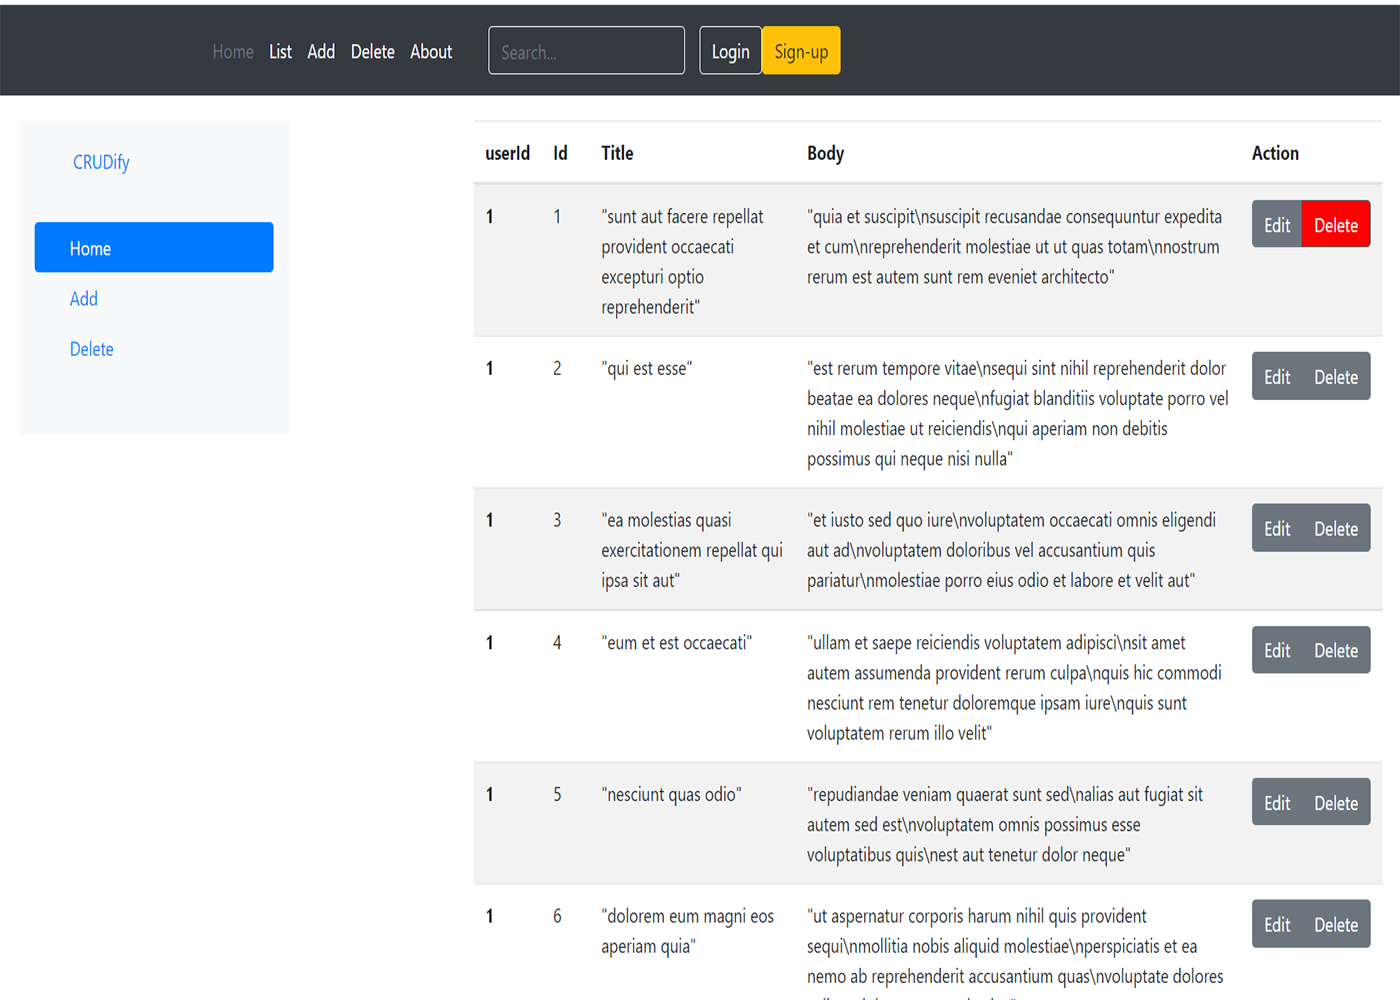 Home List Add Delete About Search... Login Sign-up
CRUDify
Home
Add
Delete
userId Id Title Body Action
1 1 "sunt aut facere repellat "quia et suscipit\nsuscipit recusandae consequuntur expedita Edit Delete
provident occaecati et cum\nreprehenderit molestiae ut ut quas totam\nnostrum
excepturi optio rerum est autem sunt rem eveniet architecto"
reprehenderit"
1 2 "qui est esse" "est rerum tempore vitae\nsequi sint nihil reprehenderit dolor Edit Delete
beatae ea dolores neque\nfugiat blanditiis voluptate porro vel
nihil molestiae ut reiciendis\nqui aperiam non debitis
possimus qui neque nisi nulla"
1 3 "ea molestias quasi "et iusto sed quo iure\nvoluptatem occaecati omnis eligendi Edit Delete
exercitationem repellat qui aut ad\nvoluptatem doloribus vel accusantium quis
ipsa sit aut" pariatur\nmolestiae porro eius odio et labore et velit aut"
1 4 "eum et est occaecati" "ullam et saepe reiciendis voluptatem adipisci\nsit amet Edit Delete
autem assumenda provident rerum culpa\nquis hic commodi
nesciunt rem tenetur doloremque ipsam iure\nquis sunt
voluptatem rerum illo velit"
1 5 "nesciunt quas odio" "repudiandae veniam quaerat sunt sed\nalias aut fugiat sit Edit Delete
autem sed est\nvoluptatem omnis possimus esse
voluptatibus quis\nest aut tenetur dolor neque"
1 6 "dolorem eum magni eos "ut aspernatur corporis harum nihil quis provident Edit Delete
aperiam quia" sequi\nmollitia nobis aliquid molestiae\nperspiciatis et ea
nemo ab reprehenderit accusantium quas\nvoluptate dolores